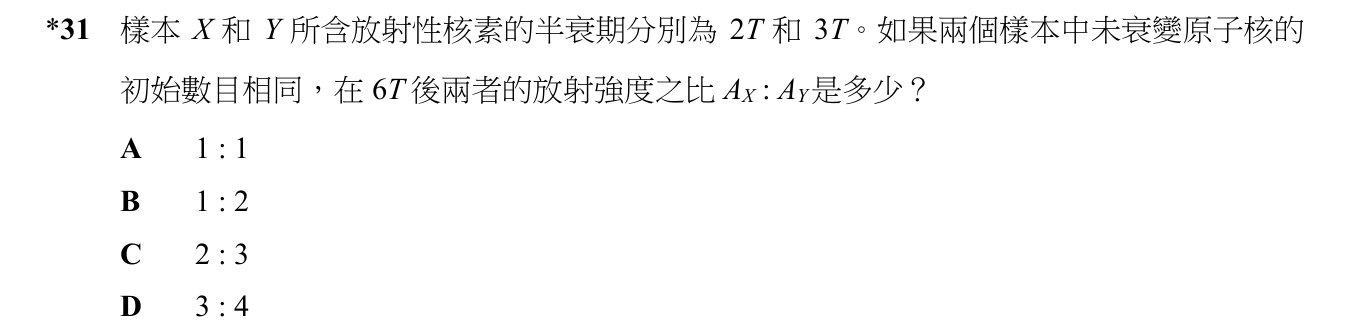 *31 樣本 X 和 Y 所含放射性核素的半衰期分別為 2T 和 3T。如果兩個樣本中未衰變原子核的
初始數目相同，在 6T 後兩者的放射強度之比 AX : AY是多少？
A 1 : 1
B 1 : 2
C 2 : 3
D 3 : 4